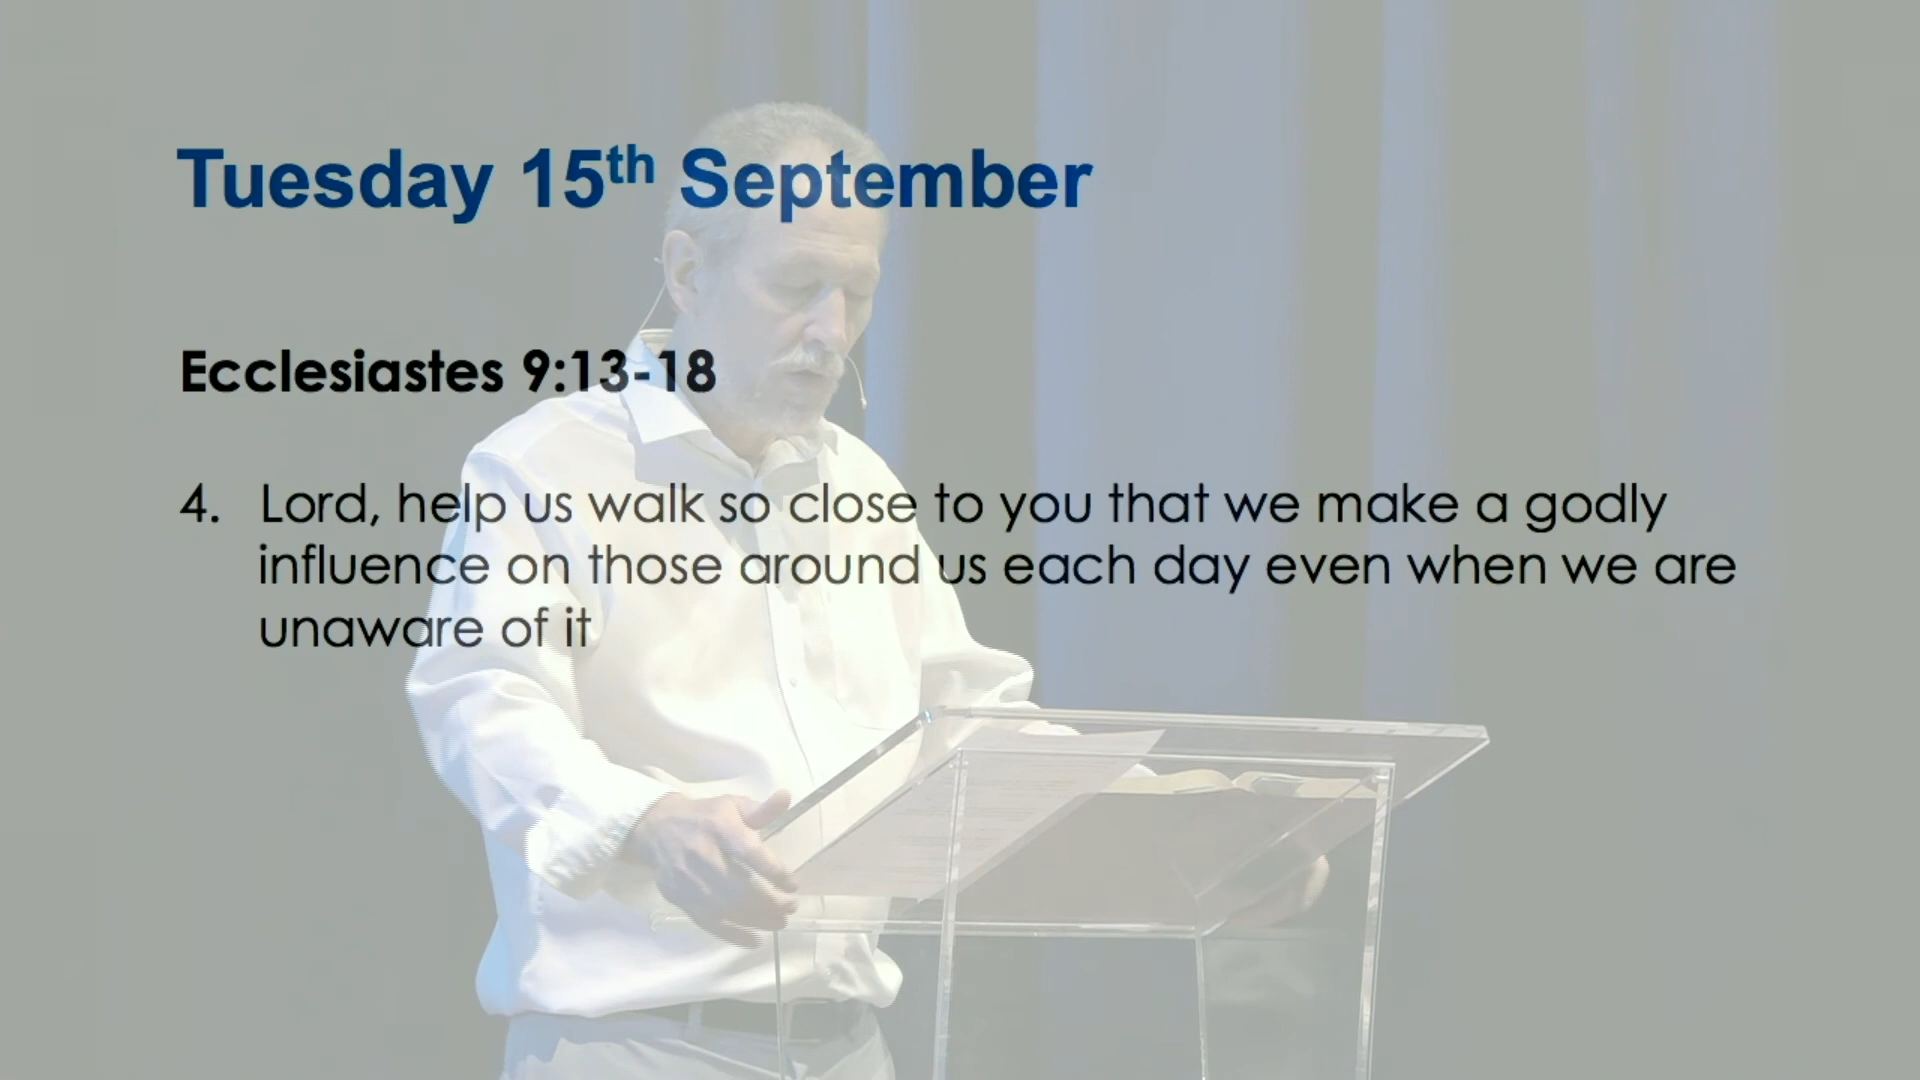 Tuesday 15th September
Ecclesiastes 9:13-18
4. Lord, help us walk so close to you that we make a godly
influence on those around us each day even when we are
unaware of it